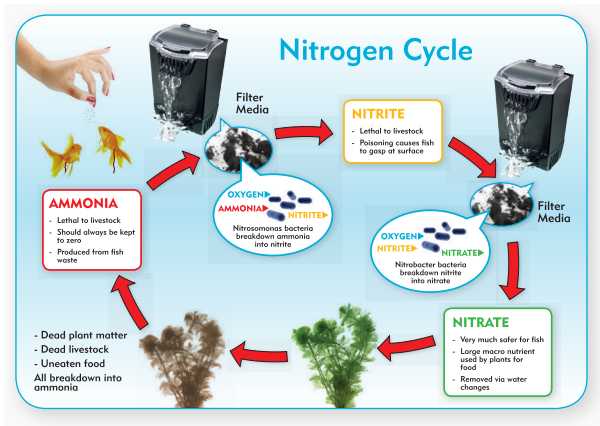 Nitrogen Cycle
Filter
Media
NITRITE
- Lethal to livestock
- Poisoning causes fish
to gasp at surface
OXYGEN
AMMONIA
NITRITE
Nitrosomonas bacteria
breakdown ammonia
into nitrite
Filter
Media
OXYGEN
NITRITE
NITRATE
Nitrobacter bacteria
breakdown nitrite
into nitrate
AMMONIA
- Lethal to livestock
- Should always be kept
to zero
- Produced from fish
waste
NITRATE
- Very much safer for fish
- Large macro nutrient
used by plants for
food
- Removed via water
changes
- Dead plant matter
- Dead livestock
- Uneaten food
All breakdown into
ammonia